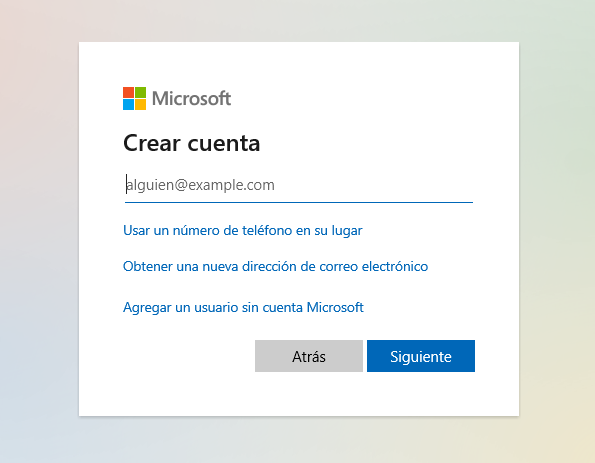 Microsoft
Crear cuenta
alguien@example.com
Usar un número de teléfono en su lugar
Obtener una nueva dirección de correo electrónico
Agregar un usuario sin cuenta Microsoft
Atrás Siguiente